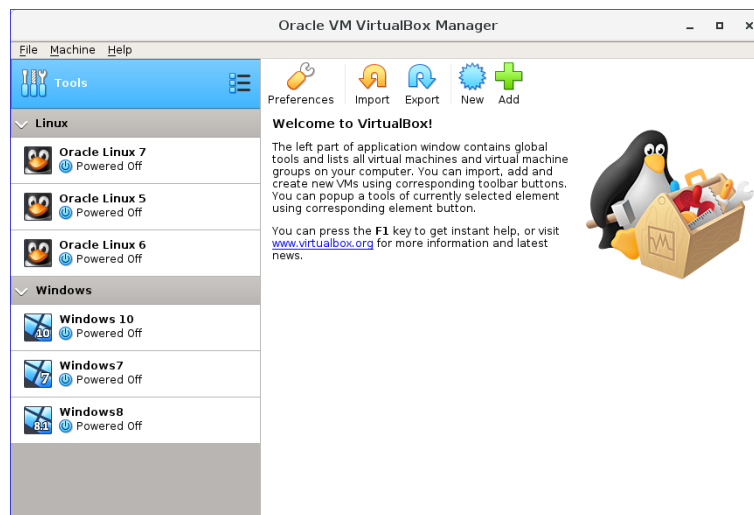 Oracle VM VirtualBox Manager
File Machine Help
Tools
Linux
Oracle Linux 7
Powered Off
Oracle Linux 5
Powered Off
Oracle Linux 6
Powered Off
Windows
Windows 10
10
Powered Off
Windows7
7
Powered Off
Windows8
8.1
Powered Off
Preferences Import Export New Add
Welcome to VirtualBox!
The left part of application window contains global
tools and lists all virtual machines and virtual machine
groups on your computer. You can import, add and
create new VMs using corresponding toolbar buttons.
You can popup a tools of currently selected element
using corresponding element button.
You can press the F1 key to get instant help, or visit
www.virtualbox.org for more information and latest
news.